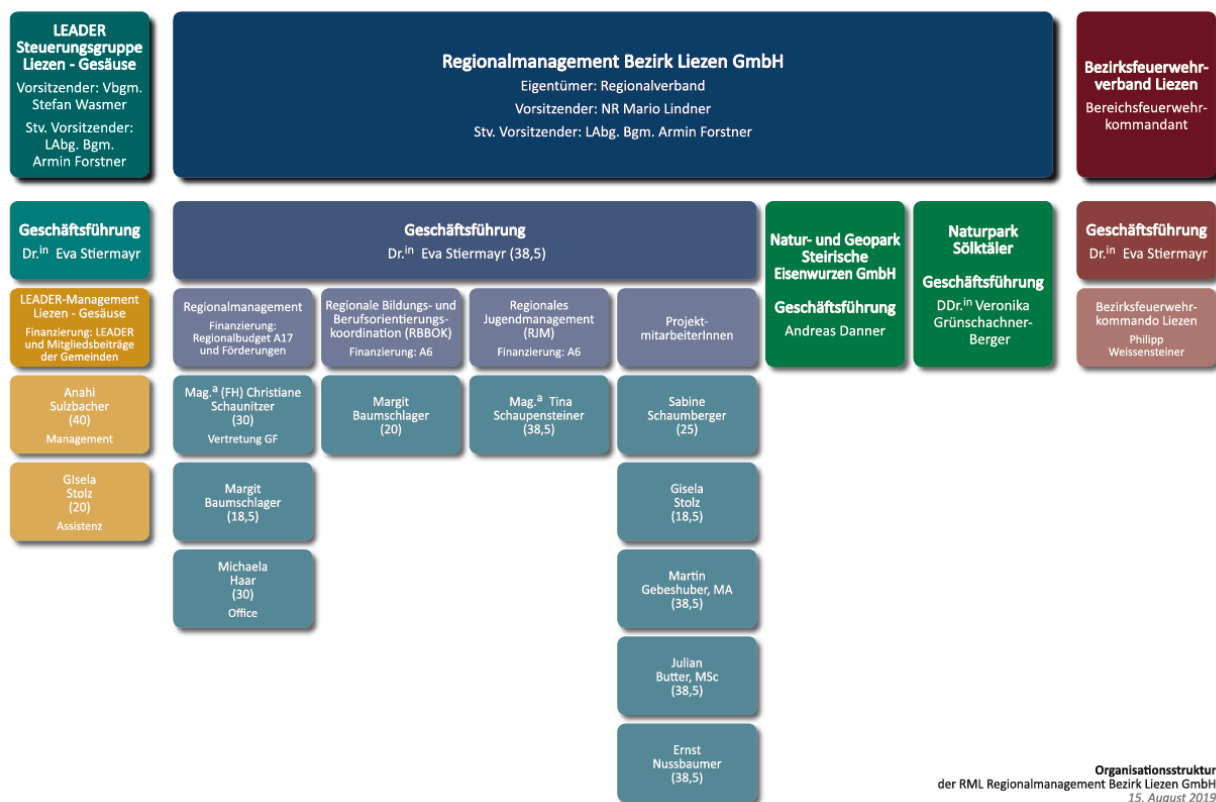 LEADER
Steuerungsgruppe
Liezen - Gesäuse
Vorsitzender: Vbgm.
Stefan Wasmer
Stv. Vorsitzender:
LAbg. Bgm.
Armin Forstner
Regionalmanagement Bezirk Liezen GmbH
Eigentümer: Regionalverband
Vorsitzender: NR Mario Lindner
Stv. Vorsitzender: LAbg. Bgm. Armin Forstner
Bezirksfeuerwehr-
verband Liezen
Bereichsfeuerwehr-
kommandant
Geschäftsführung
Dr.in Eva Stiermayr
Geschäftsführung
Dr.in Eva Stiermayr (38,5)
Natur- und Geopark
Steirische
Eisenwurzen GmbH
Geschäftsführung
Andreas Danner
Naturpark
Sölktäler
Geschäftsführung
DDr.in Veronika
Grünschachner-
Berger
Geschäftsführung
Dr.in Eva Stiermayr
LEADER-Management
Liezen - Gesäuse
Finanzierung: LEADER
und Mitgliedsbeiträge
der Gemeinden
Regionalmanagement
Finanzierung:
Regionalbudget A17
und Förderungen
Regionale Bildungs- und
Berufsorientierungs-
koordination (RBBOK)
Finanzierung: A6
Regionales
Jugendmanagement
(RJM)
Finanzierung: A6
Projekt-
mitarbeiterInnen
Bezirksfeuerwehr-
kommando Liezen
Philipp
Weissensteiner
Anahi
Sulzbacher
(40)
Management
Mag.a (FH) Christiane
Schaunitzer
(30)
Vertretung GF
Margit
Baumschlager
(20)
Mag.a Tina
Schaupensteiner
(38,5)
Sabine
Schaumberger
(25)
GIsela
Stolz
(20)
Assistenz
Margit
Baumschlager
(18,5)
Gisela
Stolz
(18,5)
Michaela
Haar
(30)
Office
Martin
Gebeshuber, MA
(38,5)
Julian
Butter, MSc
(38,5)
Ernst
Nussbaumer
(38,5)
Organisationsstruktur
der RML Regionalmanagement Bezirk Liezen GmbH
15. August 2019